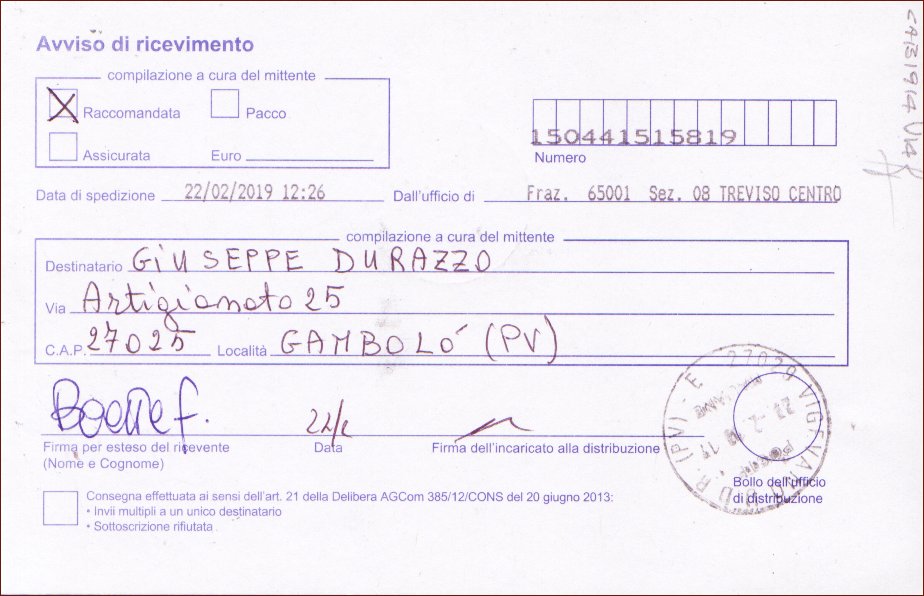 Avviso di ricevimento
compilazione a cura del mittente
X Raccomandata Pacco
Assicurata Euro
150441515819
Numero
Data di spedizione 22/02/2019 12:26 Dall'ufficio di Fraz. 65001 Sez. 08 TREVISO CENTRO
compilazione a cura del mittente
Destinatario GIUSEPPE DURAZZO
Via Artigianato 25
C.A.P. 27025 Località GAMBOLÓ (PV)
Firma per esteso del ricevente Data Firma dell'incaricato alla distribuzione
(Nome e Cognome)
27029 VIGEVANO
(PV) - E
Bollo dell'ufficio
di distribuzione
Consegna effettuata ai sensi dell'art. 21 della Delibera AGCom 385/12/CONS del 20 giugno 2013:
• Invii multipli a un unico destinatario
• Sottoscrizione rifiutata